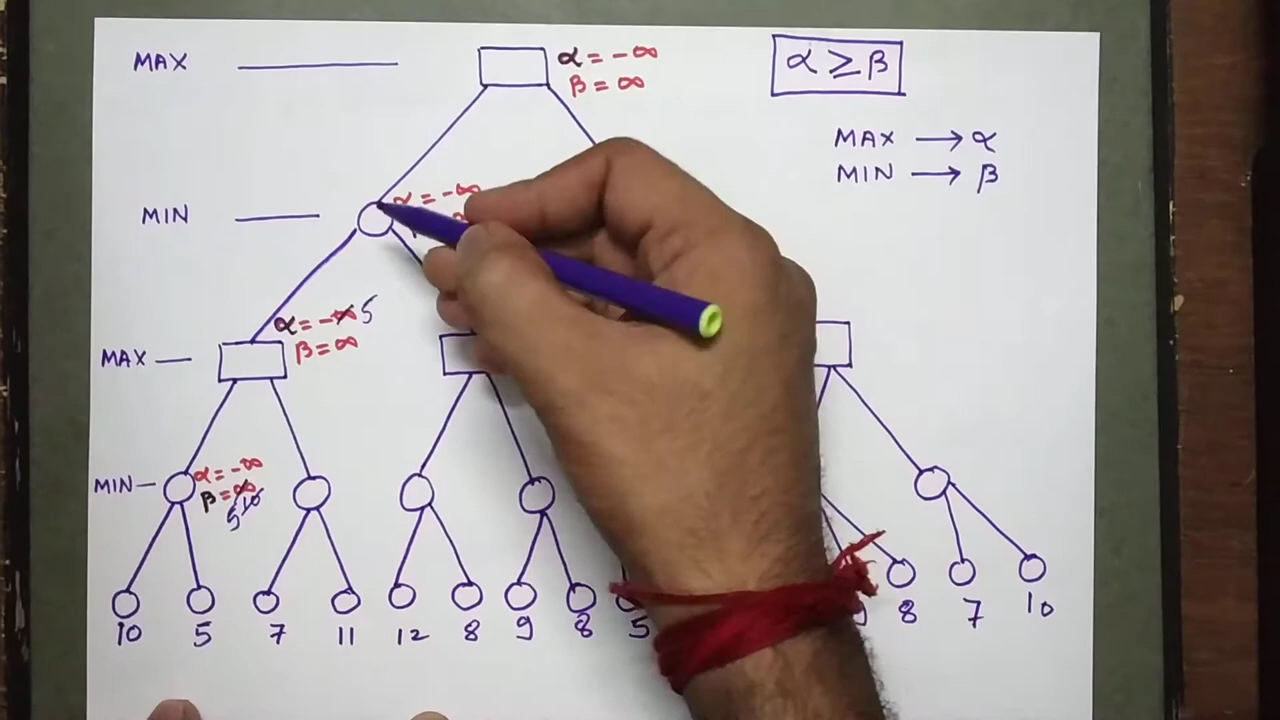 MAX
α = -∞
β = ∞
α ≥ β
MAX → α
MIN → β
MIN
α = -∞
α = -∞ 5
MAX
β = ∞
MIN
α = -∞
β = ∞
5 10
10 5 7 11 12 8 9 8 5 8 7 10